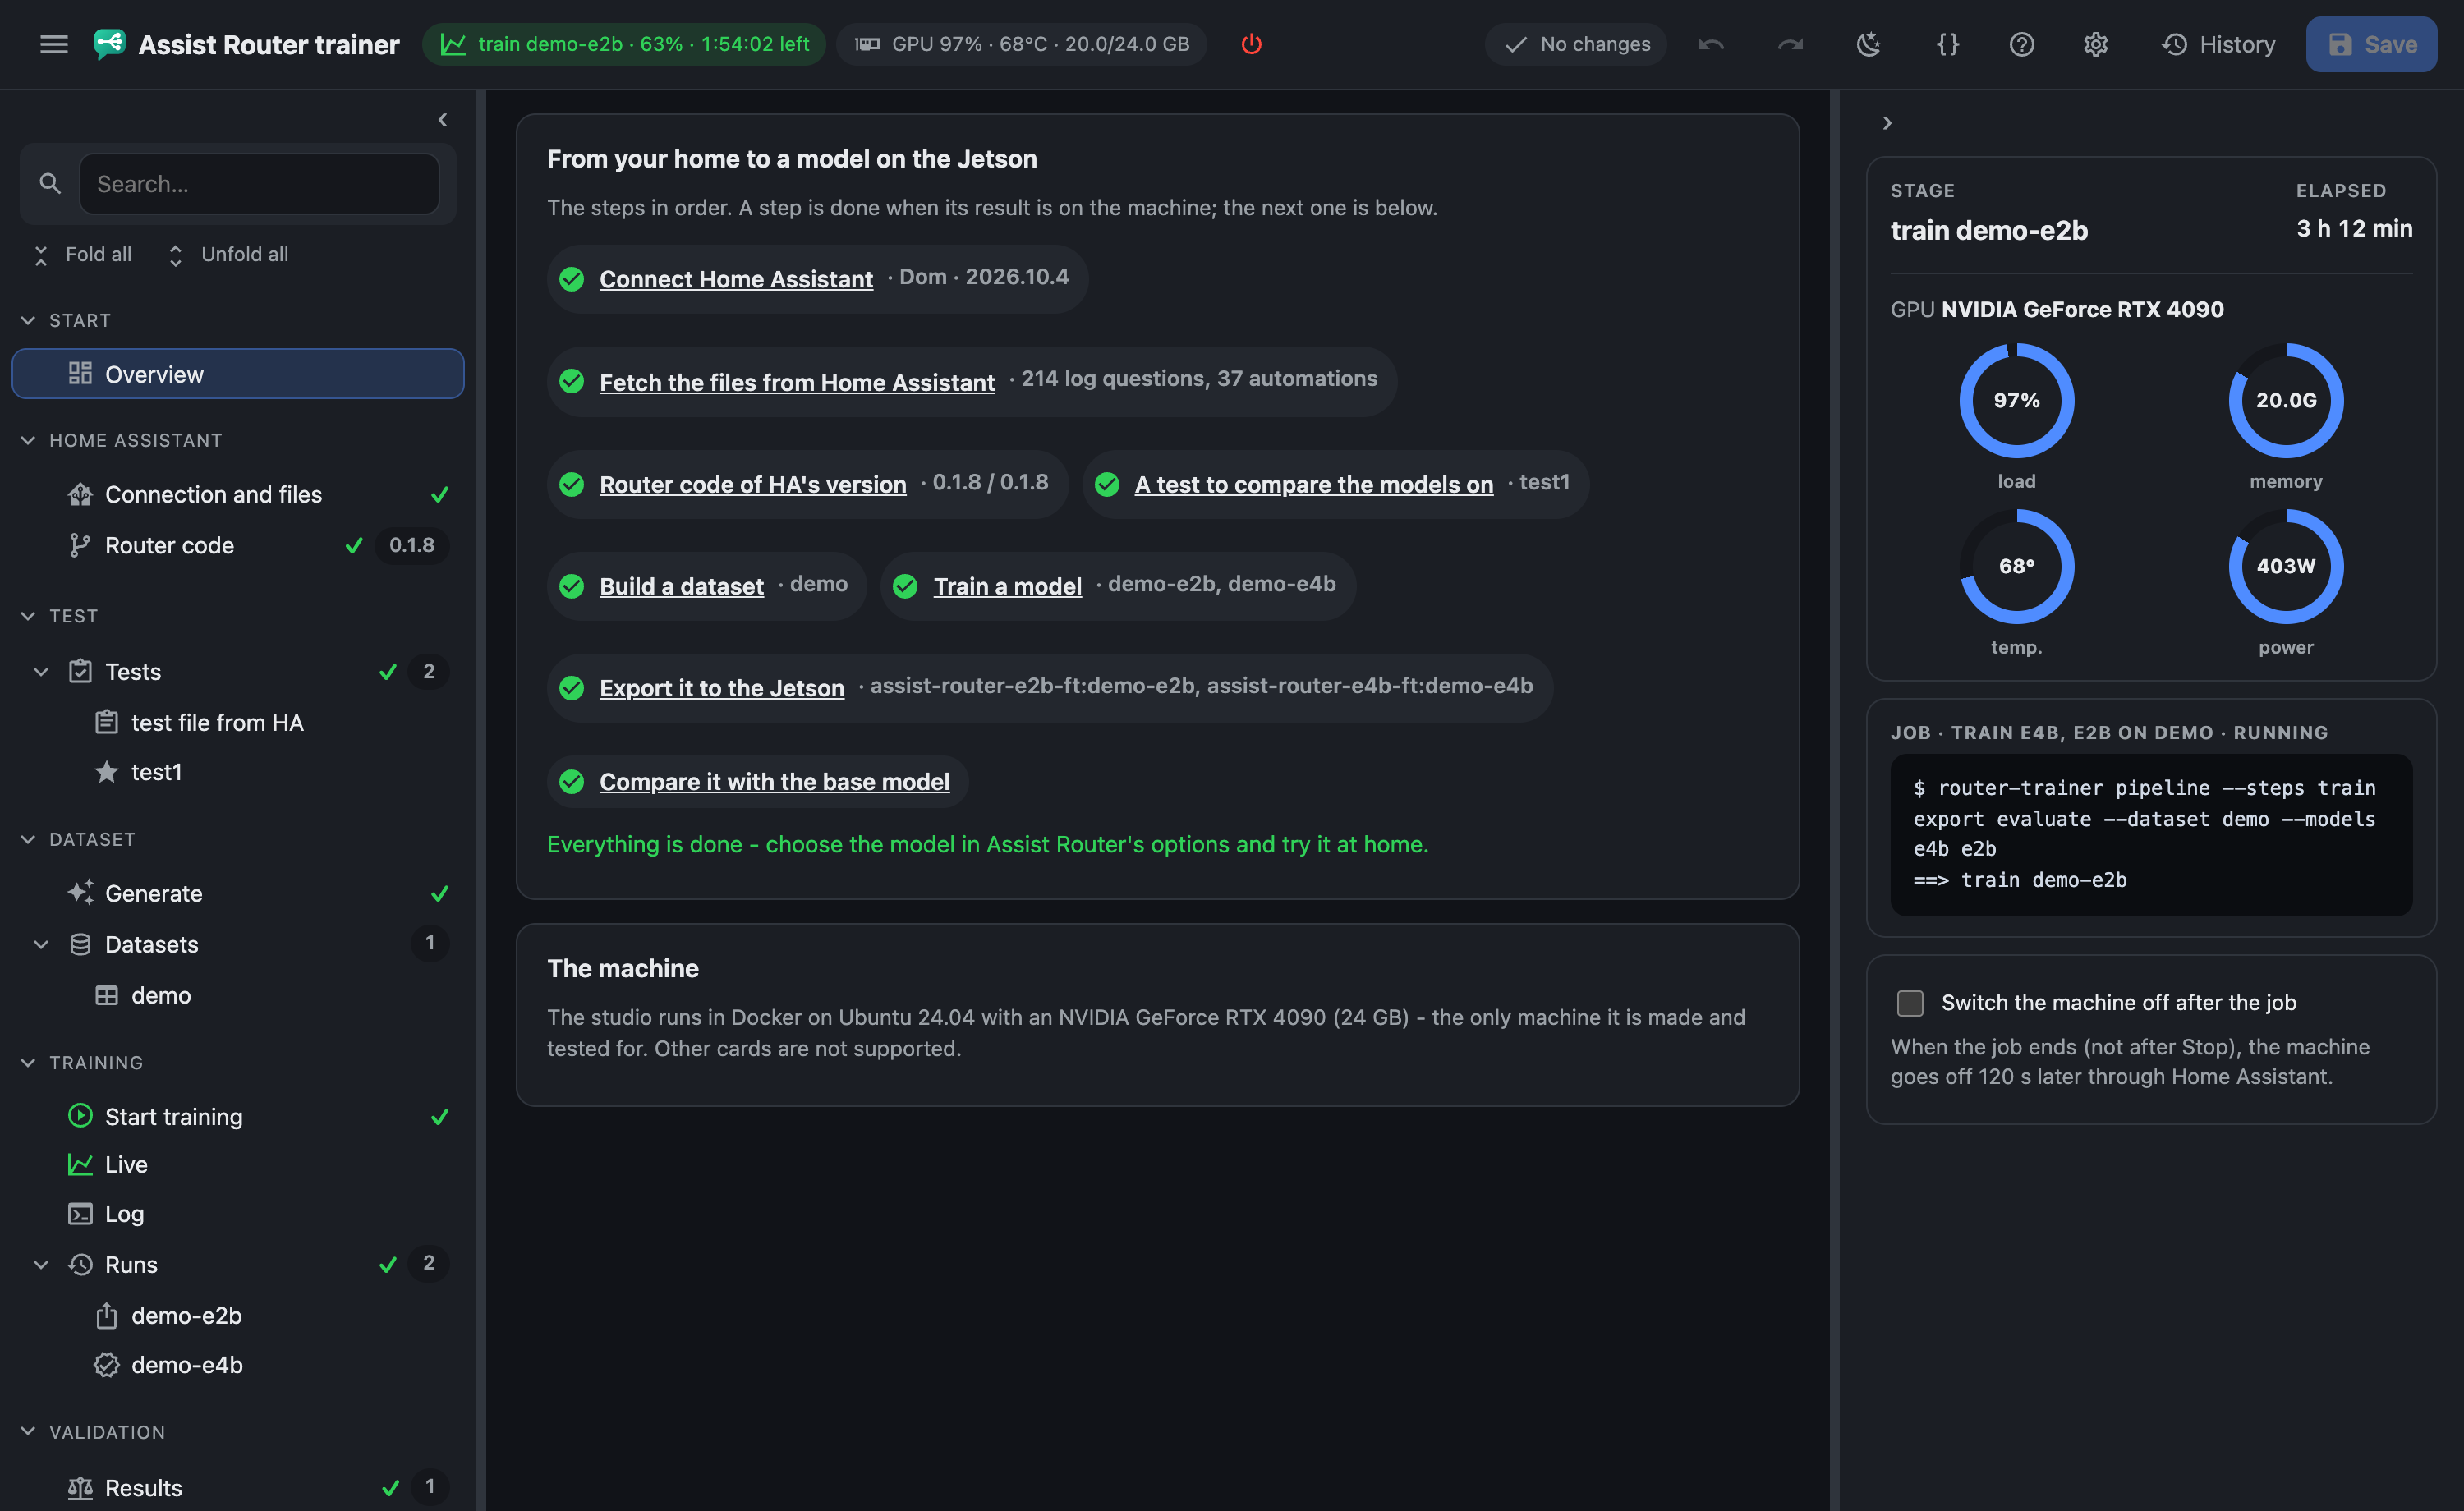 Assist Router trainer
train demo-e2b · 63% · 1:54:02 left
GPU 97% · 68°C · 20.0/24.0 GB
No changes
History
Save
Search...
Fold all
Unfold all
START
Overview
HOME ASSISTANT
Connection and files
Router code
0.1.8
TEST
Tests
2
test file from HA
test1
DATASET
Generate
Datasets
1
demo
TRAINING
Start training
Live
Log
Runs
2
demo-e2b
demo-e4b
VALIDATION
Results
1
From your home to a model on the Jetson
The steps in order. A step is done when its result is on the machine; the next one is below.
Connect Home Assistant · Dom · 2026.10.4
Fetch the files from Home Assistant · 214 log questions, 37 automations
Router code of HA's version · 0.1.8 / 0.1.8
A test to compare the models on · test1
Build a dataset · demo
Train a model · demo-e2b, demo-e4b
Export it to the Jetson · assist-router-e2b-ft:demo-e2b, assist-router-e4b-ft:demo-e4b
Compare it with the base model
Everything is done - choose the model in Assist Router's options and try it at home.
The machine
The studio runs in Docker on Ubuntu 24.04 with an NVIDIA GeForce RTX 4090 (24 GB) - the only machine it is made and
tested for. Other cards are not supported.
STAGE
train demo-e2b
ELAPSED
3 h 12 min
GPU NVIDIA GeForce RTX 4090
97%
load
20.0G
memory
68°
temp.
403W
power
JOB · TRAIN E4B, E2B ON DEMO · RUNNING
$ router-trainer pipeline --steps train
export evaluate --dataset demo --models
e4b e2b
==> train demo-e2b
Switch the machine off after the job
When the job ends (not after Stop), the machine
goes off 120 s later through Home Assistant.